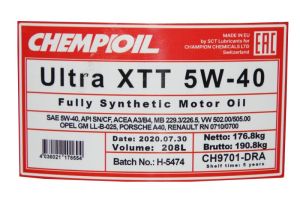 CHEMPIOIL
MADE IN EU
by SCT Lubricants for
CHAMPION CHEMICALS LTD
Switzerland
EAC
Ultra XTT 5W-40
Fully Synthetic Motor Oil
SAE 5W-40, API SN/CF, ACEA A3/B4, MB 229.3/226.5, VW 502.00/505.00
OPEL GM LL-B-025, PORSCHE A40, RENAULT RN 0710/0700
Date: 2020.07.30
Volume: 208L
Batch No.: H-5474
Netto: 176.8kg
Brutto: 190.8kg
CH9701-DRA
Shelf time: 5 years
4036021178554